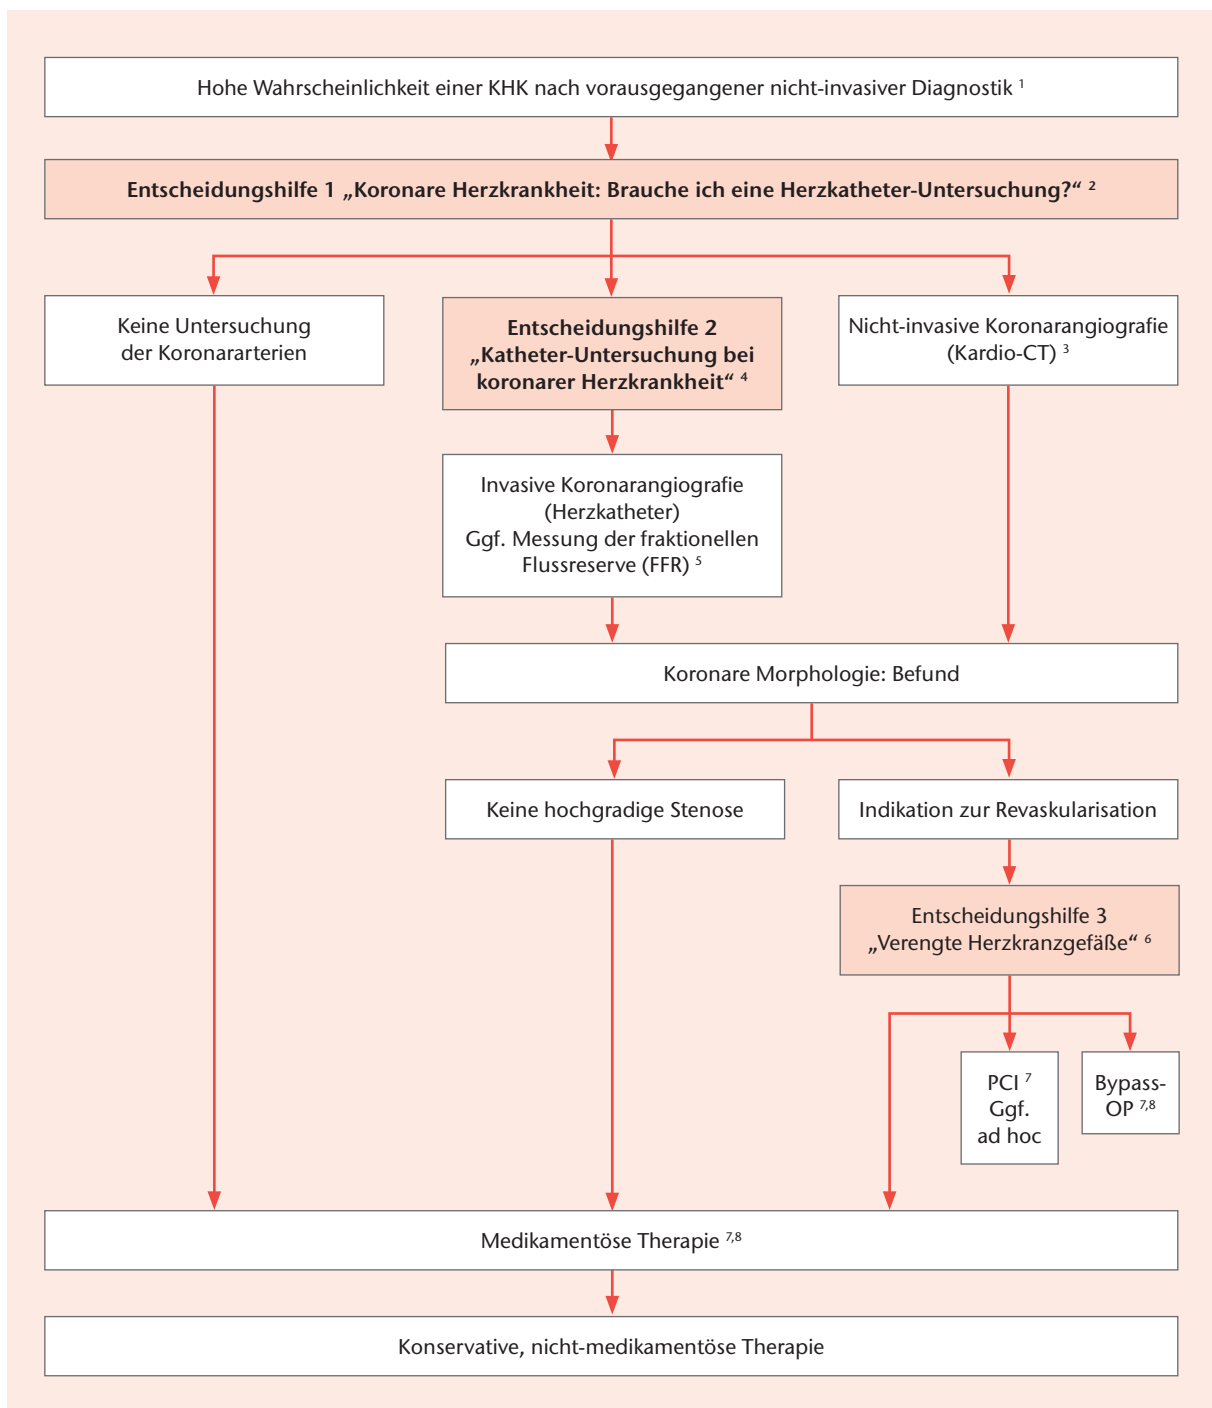 Hohe Wahrscheinlichkeit einer KHK nach vorausgegangener nicht-invasiver Diagnostik ¹
Entscheidungshilfe 1 „Koronare Herzkrankheit: Brauche ich eine Herzkatheter-Untersuchung?“ ²
Keine Untersuchung
der Koronararterien
Entscheidungshilfe 2
„Katheter-Untersuchung bei
koronarer Herzkrankheit“ ⁴
Nicht-invasive Koronarangiografie
(Kardio-CT) ³
Invasive Koronarangiografie
(Herzkatheter)
Ggf. Messung der fraktionellen
Flussreserve (FFR) ⁵
Koronare Morphologie: Befund
Keine hochgradige Stenose
Indikation zur Revaskularisation
Entscheidungshilfe 3
„Verengte Herzkranzgefäße“ ⁶
PCI ⁷
Ggf.
ad hoc
Bypass-
OP ⁷,⁸
Medikamentöse Therapie ⁷,⁸
Konservative, nicht-medikamentöse Therapie